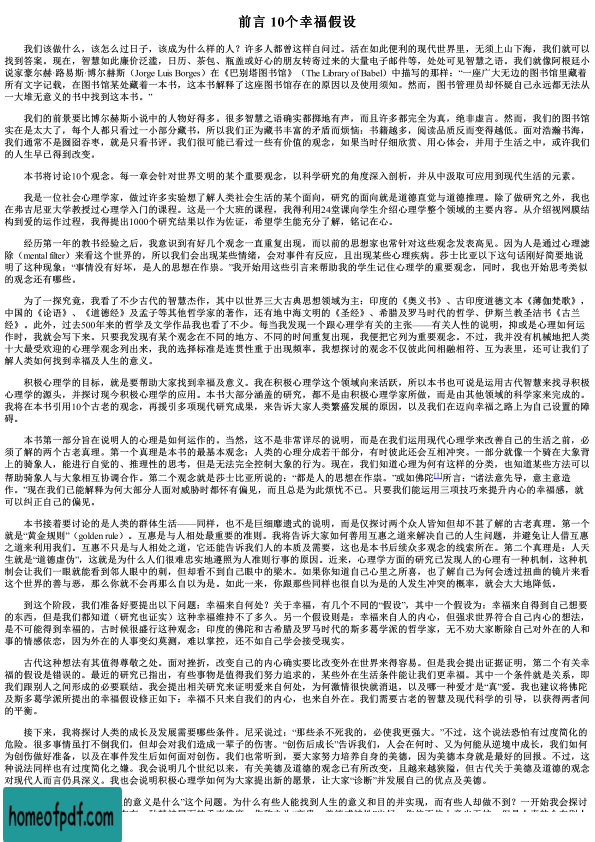 前言 10个幸福假设
我们该做什么，该怎么过日子，该成为什么样的人？许多人都曾这样自问过。活在如此便利的现代世界里，无须上山下海，我们就可以
找到答案。现在，智慧如此廉价泛滥，日历、茶包、瓶盖或好心的朋友转寄过来的大量电子邮件等，处处可见智慧之语。我们就像阿根廷小
说家豪尔赫·路易斯·博尔赫斯（Jorge Luis Borges）在《巴别塔图书馆》（The Library of Babel）中描写的那样：“一座广大无边的图书馆里藏着
所有文字记载，在图书馆某处藏着一本书，这本书解释了这座图书馆存在的原因以及使用须知。然而，图书管理员却怀疑自己永远都无法从
一大堆无意义的书中找到这本书。”
我们的前景要比博尔赫斯小说中的人物好得多。很多智慧之语确实都掷地有声，而且许多都完全为真，绝非虚言。然而，我们的图书馆
实在是太大了，每个人都只看过一小部分藏书，所以我们正为藏书丰富的矛盾而烦恼：书籍越多，阅读品质反而变得越低。面对浩瀚书海，
我们通常不是囫囵吞枣，就是只看书评。我们很可能已看过一些有价值的观念，如果当时仔细欣赏、用心体会，并用于生活之中，或许我们
的人生早已得到改变。
本书将讨论10个观念。每一章会针对世界文明的某个重要观念，以科学研究的角度深入剖析，并从中汲取可应用到现代生活的元素。
我是一位社会心理学家，做过许多实验想了解人类社会生活的某个面向，研究的面向就是道德直觉与道德推理。除了做研究之外，我也
在弗吉尼亚大学教授过心理学入门的课程。这是一个大班的课程，我得利用24堂课向学生介绍心理学整个领域的主要内容。从介绍视网膜结
构到爱的运作过程，我得提出1000个研究结果以作为佐证，希望学生能充分了解，铭记在心。
经历第一年的教书经验之后，我意识到有好几个观念一直重复出现，而以前的思想家也常针对这些观念发表高见。因为人是通过心理滤
除（mental filter）来看这个世界的，所以我们会出现某些情绪，会对事件有反应，且出现某些心理疾病。莎士比亚以下这句话刚好简要地说
明了这种现象：“事情没有好坏，是人的思想在作祟。”我开始用这些引言来帮助我的学生记住心理学的重要观念，同时，我也开始思考类似
的观念还有哪些。
为了一探究竟，我看了不少古代的智慧杰作，其中以世界三大古典思想领域为主：印度的《奥义书》、古印度道德文本《薄伽梵歌》，
中国的《论语》、《道德经》及孟子等其他哲学家的著作，还有地中海文明的《圣经》、希腊及罗马时代的哲学、伊斯兰教圣洁书《古兰
经》。此外，过去500年来的哲学及文学作品我也看了不少。每当我发现一个跟心理学有关的主张——有关人性的说明，抑或是心理如何运
作时，我就会写下来。只要我发现有某个观念在不同的地方、不同的时间重复出现，我便把它列为重要观念。不过，我并没有机械地把人类
十大最受欢迎的心理学观念列出来，我的选择标准是连贯性重于出现频率。我想探讨的观念不仅彼此间相融相符、互为表里，还可让我们了
解人类如何找到幸福及人生的意义。
积极心理学的目标，就是要帮助大家找到幸福及意义。我在积极心理学这个领域向来活跃，所以本书也可说是运用古代智慧来找寻积极
心理学的源头，并探讨现今积极心理学的应用。本书大部分涵盖的研究，都不是由积极心理学家所做，而是由其他领域的科学家来完成的。
我将在本书引用10个古老的观念，再援引多项现代研究成果，来告诉大家人类繁盛发展的原因，以及我们在迈向幸福之路上为自己设置的障
碍。
本书第一部分旨在说明人的心理是如何运作的。当然，这不是非常详尽的说明，而是在我们运用现代心理学来改善自己的生活之前，必
须了解的两个古老真理。第一个真理是本书的最基本观念：人类的心理分成若干部分，有时彼此还会互相冲突。一部分就像一个骑在大象背
上的骑象人，能进行自觉的、推理性的思考，但是无法完全控制大象的行为。现在，我们知道心理为何有这样的分类，也知道某些方法可以
帮助骑象人与大象相互协调合作。第二个观念就是莎士比亚所说的：“都是人的思想在作祟。”或如佛陀[1]所言：“诸法意先导，意主意造
作。”现在我们已能解释为何大部分人面对威胁时都怀有偏见，而且总是为此烦忧不已。只要我们能运用三项技巧来提升内心的幸福感，就
可以纠正自己的偏见。
本书接着要讨论的是人类的群体生活——同样，也不是巨细靡遗式的说明，而是仅探讨两个众人皆知但却不甚了解的古老真理。第一个
就是“黄金规则”（golden rule）。互惠是与人相处最重要的准则。我将告诉大家如何善用互惠之道来解决自己的人生问题，并避免让人借互惠
之道来利用我们。互惠不只是与人相处之道，它还能告诉我们人的本质及需要，这也是本书后续众多观念的线索所在。第二个真理是：人天
生就是“道德虚伪”，这就是为什么人们很难忠实地遵照为人准则行事的原因。近来，心理学方面的研究已发现人的心理有一种机制，这种机
制会让我们一眼就能看到邻人眼中的刺，但却看不到自己眼中的梁木。如果你知道自己心里之所喜，也了解自己为何会透过扭曲的镜片来看
这个世界的善与恶，那么你就不会再那么自以为是。如此一来，你跟那些同样也很自以为是的人发生冲突的概率，就会大大地降低。
到这个阶段，我们准备好要提出以下问题：幸福来自何处？关于幸福，有几个不同的“假设”，其中一个假设为：幸福来自得到自己想要
的东西，但是我们都知道（研究也证实）这种幸福维持不了多久。另一个假设则是：幸福来自人的内心，但强求世界符合自己内心的想法，
是不可能得到幸福的。古时候很盛行这种观念：印度的佛陀和古希腊及罗马时代的斯多葛学派的哲学家，无不劝大家断除自己对外在的人和
事的情感依恋，因为外在的人事变幻莫测，难以掌控，还不如自己学会接受现实。
古代这种想法有其值得尊敬之处。面对挫折，改变自己的内心确实要比改变外在世界来得容易。但是我会提出证据证明，第二个有关幸
福的假设是错误的。最近的研究已指出，有些事物是值得我们努力追求的，某些外在生活条件能让我们更幸福。其中一个条件就是关系，即
我们跟别人之间形成的必要联结。我会提出相关研究来证明爱来自何处，为何激情很快就消退，以及哪一种爱才是“真”爱。我也建议将佛陀
及斯多葛学派所提出的幸福假设修正如下：幸福不只来自我们的内心，也来自外在。我们需要古老的智慧及现代科学的引导，以获得两者间
的平衡。
接下来，我将探讨人类的成长及发展需要哪些条件。尼采说过：“那些杀不死我的，必使我更强大。”不过，这个说法恐怕有过度简化的
危险。很多事情虽打不倒我们，但却会对我们造成一辈子的伤害。“创伤后成长”告诉我们，人会在何时、又为何能从逆境中成长，我们如何
为创伤做好准备，以及在事件发生后如何面对创伤。我们也常听到，要大家努力培养自身的美德，因为美德本身就是最好的回报。不过，这
种说法同样也有过度简化之嫌。我会说明几个世纪以来，有关美德及道德的观念已有所改变，且越来越狭隘，但古代关于美德及道德的观念
对现代人而言仍具深义。我也会说明积极心理学如何为大家提出新的愿景，让大家“诊断”并发展自己的优点及美德。
的意义是什么”这个问题。为什么有些人能找到人生的意义和目的并实现，而有些人却做不到？一开始我会探讨
homeofpdf.com